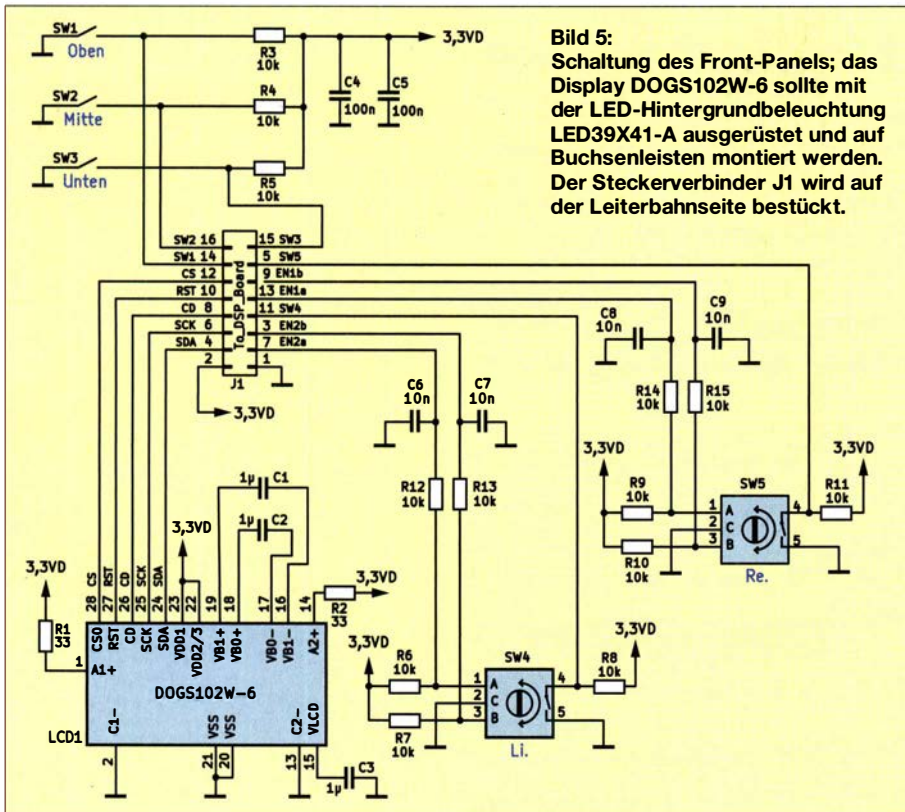 Bild 5:
Schaltung des Front-Panels; das
Display DOGS102W-6 sollte mit
der LED-Hintergrundbeleuchtung
LED39X41-A ausgerüstet und auf
Buchsenleisten montiert werden.
Der Steckerverbinder J1 wird auf
der Leiterbahnseite bestückt.
SW1
Oben
R3
10k
3,3VD
SW2
Mitte
R4
10k
C4
100n
C5
100n
SW3
Unten
R5
10k
SW2 16
15 SW3
SW1 14
5 SW5
CS 12
9 EN1b
RST 10
13 EN1a
CD 8
11 SW4
SCK 6
3 EN2b
SDA 4
7 EN2a
2
1
To_DSP_Board
J1
3,3VD
C8
10n
C9
10n
R14
10k
R15
10k
C6
10n
C7
10n
R12
10k
R13
10k
3,3VD
R9
10k
R10
10k
SW5
1 A
2 C
3 B
4
5
Re.
R11
10k
3,3VD
1µ C1
1µ C2
3,3VD
3,3VD
R1
33
CS
RST
CD
SCK
SDA
28
27
26
25
24
23
22
19
18
17
16
14
R2
33
3,3VD
CS0
RST
CD
SCK
SDA
VDD1
VDD2/3
VB1+
VB0+
VB0-
VB1-
A2+
1
A1+
DOGS102W-6
LCD1
C1-
VSS
VSS
C2-
VLCD
2
21
20
13
15
1µ C3
3,3VD
R6
10k
R7
10k
SW4
1 A
2 C
3 B
4
5
Li.
R8
10k
3,3VD